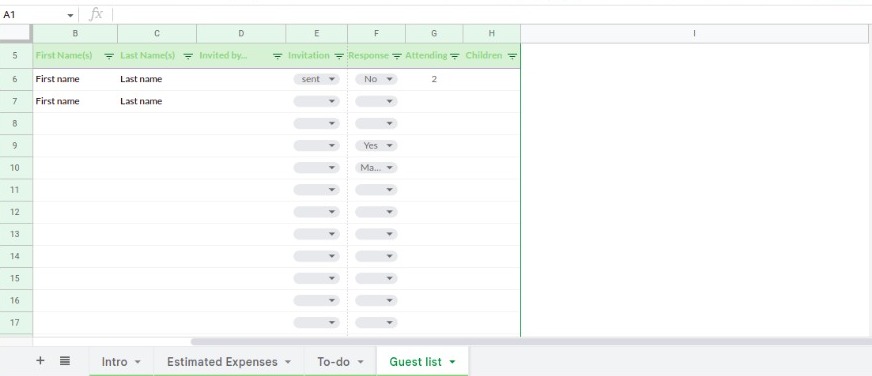 A1 fx
B C D E F G H I
5 First Name(s) Last Name(s) Invited by... Invitation Response Attending Children
6 First name Last name sent No 2
7 First name Last name
8
9 Yes
10 Ma...
11
12
13
14
15
16
17
+ Intro Estimated Expenses To-do Guest list